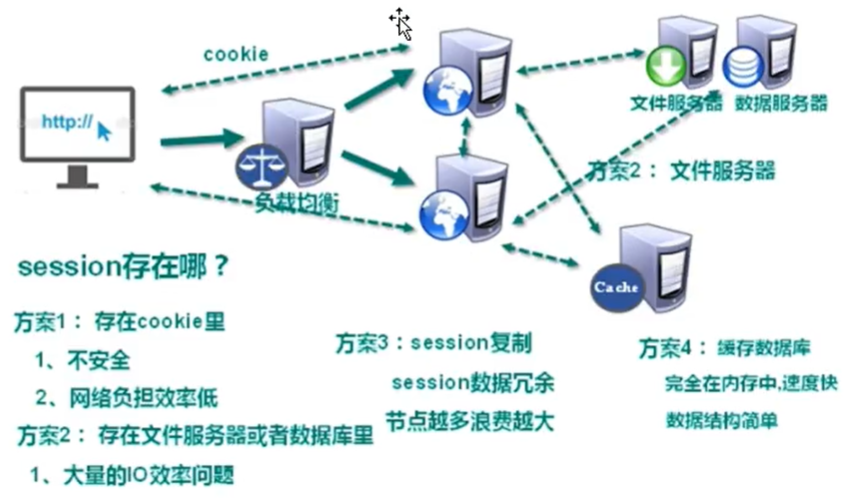 cookie
http://
负载均衡
文件服务器
数据服务器
方案2： 文件服务器
Cache
session存在哪？
方案1： 存在cookie里
1、不安全
2、网络负担效率低
方案2： 存在文件服务器或者数据库里
1、大量的IO效率问题
方案3：session复制
session数据冗余
节点越多浪费越大
方案4： 缓存数据库
完全在内存中,速度快
数据结构简单